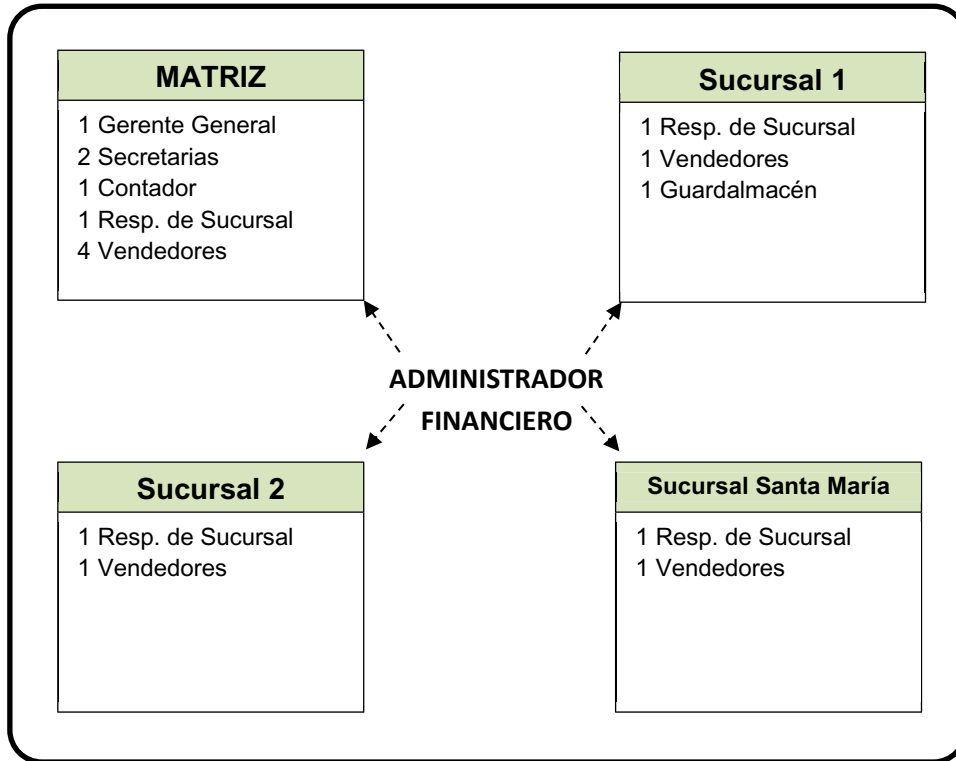 MATRIZ
1 Gerente General
2 Secretarias
1 Contador
1 Resp. de Sucursal
4 Vendedores
Sucursal 1
1 Resp. de Sucursal
1 Vendedores
1 Guardalmacén
ADMINISTRADOR
FINANCIERO
Sucursal 2
1 Resp. de Sucursal
1 Vendedores
Sucursal Santa María
1 Resp. de Sucursal
1 Vendedores